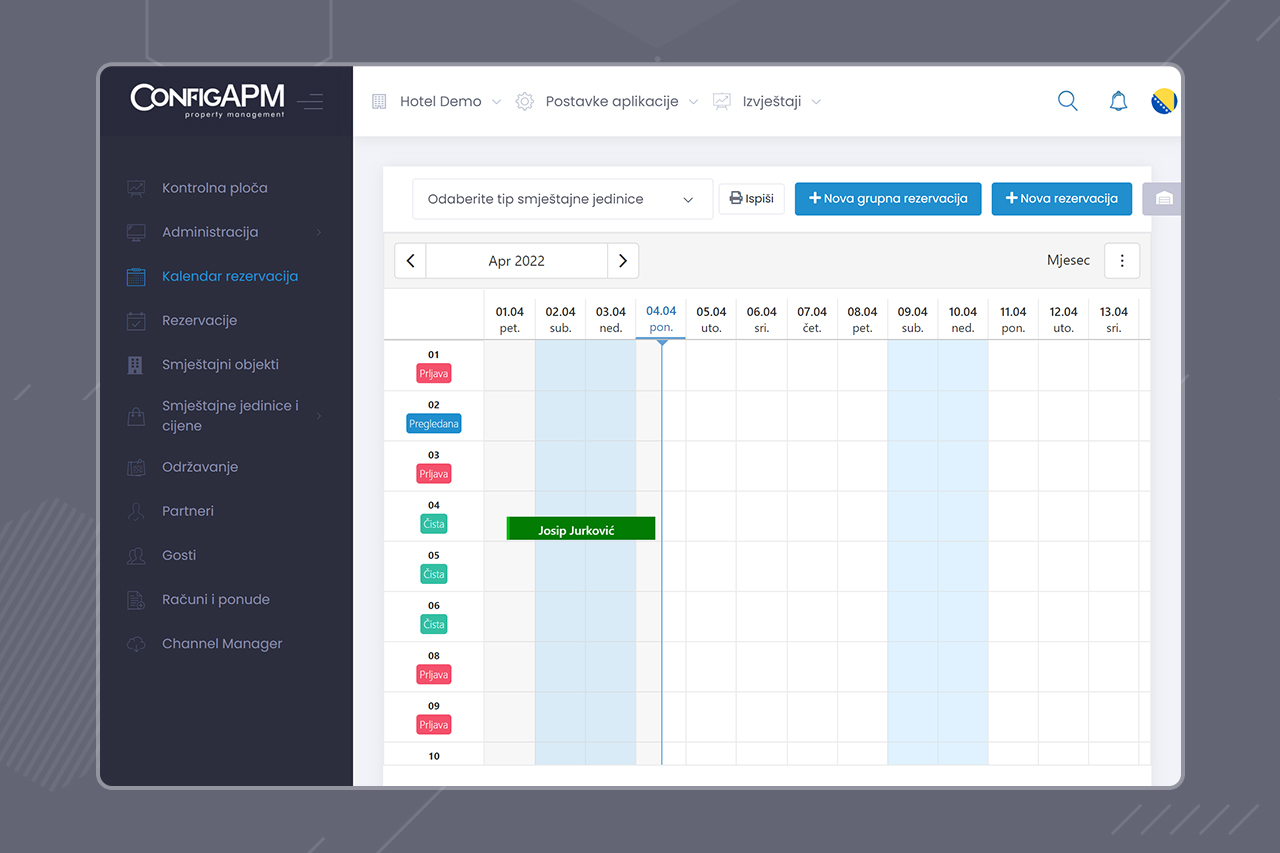 CONFIGAPM
property management
Hotel Demo
Postavke aplikacije
Izvještaji
Kontrolna ploča
Administracija
Kalendar rezervacija
Rezervacije
Smještajni objekti
Smještajne jedinice i
cijene
Održavanje
Partneri
Gosti
Računi i ponude
Channel Manager
Odaberite tip smještajne jedinice
Ispiši
+ Nova grupna rezervacija
+ Nova rezervacija
Apr 2022
Mjesec
01.04 02.04 03.04 04.04 05.04 06.04 07.04 08.04 09.04 10.04 11.04 12.04 13.04
pet. sub. ned. pon. uto. sri. čet. pet. sub. ned. pon. uto. sri.
01
Prljava
02
Pregledana
03
Prljava
04
Čista
Josip Jurković
05
Čista
06
Čista
08
Prljava
09
Prljava
10